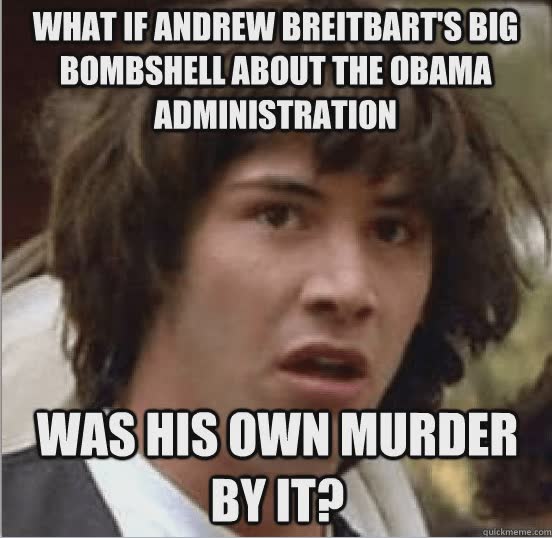 WHAT IF ANDREW BREITBART'S BIG
BOMBSHELL ABOUT THE OBAMA
ADMINISTRATION
WAS HIS OWN MURDER
BY IT?
quickmeme.com